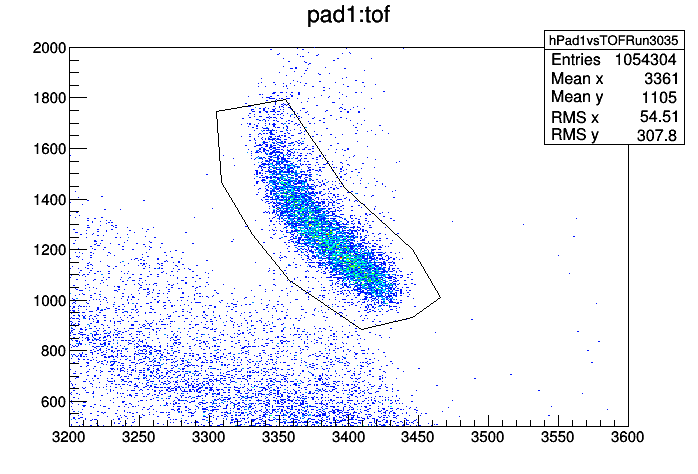 pad1:tof
hPad1vsTOFRun3035
Entries 1054304
Mean x 3361
Mean y 1105
RMS x 54.51
RMS y 307.8
2000
1800
1600
1400
1200
1000
800
600
3200 3250 3300 3350 3400 3450 3500 3550 3600